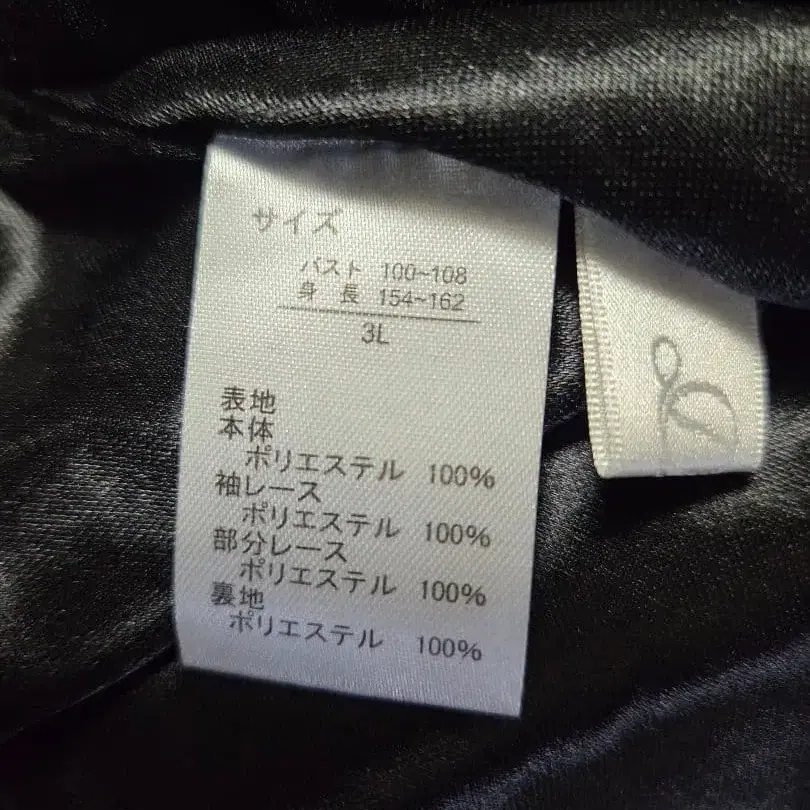 サイズ
バスト 100~108
身 長 154~162
3L
表地
本体
ポリエステル 100%
袖レース
ポリエステル 100%
部分レース
ポリエステル 100%
裏地
ポリエステル 100%